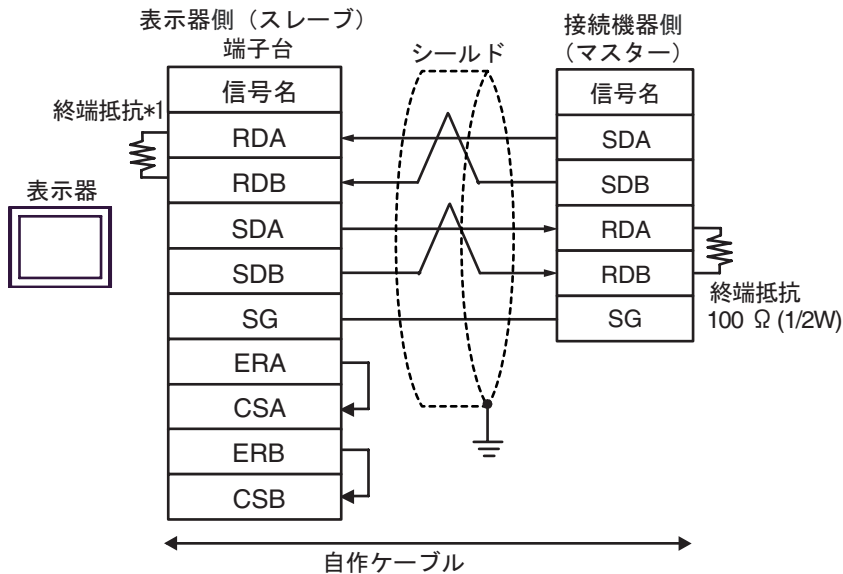 表示器側（スレーブ）
端子台
シールド
接続機器側
（マスター）
終端抵抗*1
表示器
信号名
RDA
RDB
SDA
SDB
SG
ERA
CSA
ERB
CSB
信号名
SDA
SDB
RDA
RDB
SG
終端抵抗
100 Ω (1/2W)
自作ケーブル